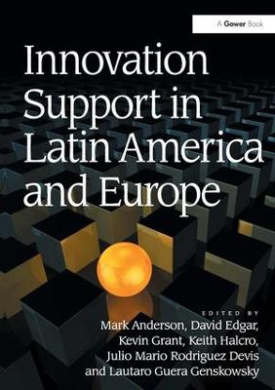 A Gower Book
Innovation
Support in
Latin America
and Europe
EDITED BY
Mark Anderson, David Edgar,
Kevin Grant, Keith Halcro,
Julio Mario Rodriguez Devis
and Lautaro Guera Genskowsky